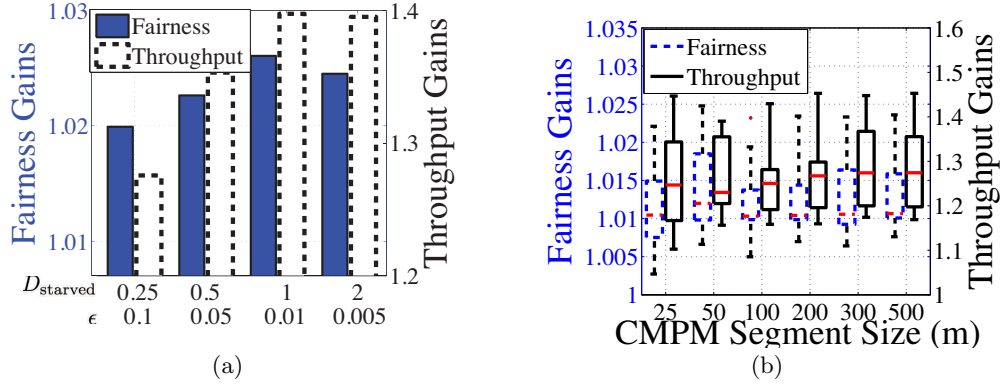 1.03
1.02
1.01
Fairness Gains
Fairness
Throughput
1.4
1.3
1.2
Throughput Gains
D_starved 0.25 0.5 1 2
ϵ 0.1 0.05 0.01 0.005
(a)
1.035
1.03
1.025
1.02
1.015
1.01
1.005
1
Fairness Gains
Fairness
Throughput
1.6
1.5
1.4
1.3
1.2
1.1
1
Throughput Gains
25 50 100 200 300 500
CMPM Segment Size (m)
(b)